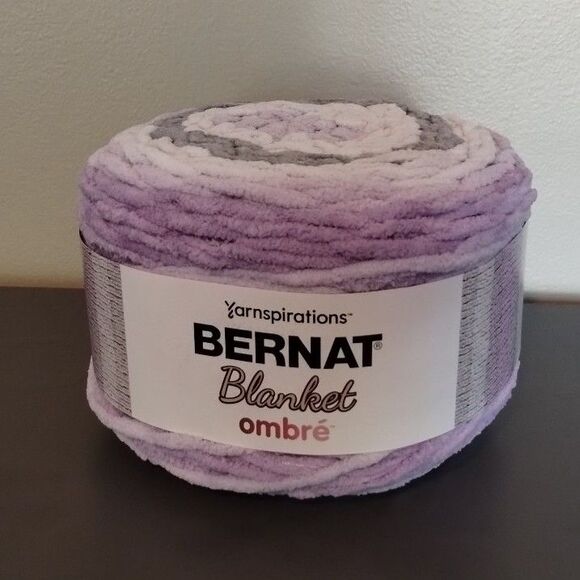 Yarnspirations™
BERNAT®
Blanket
ombré™